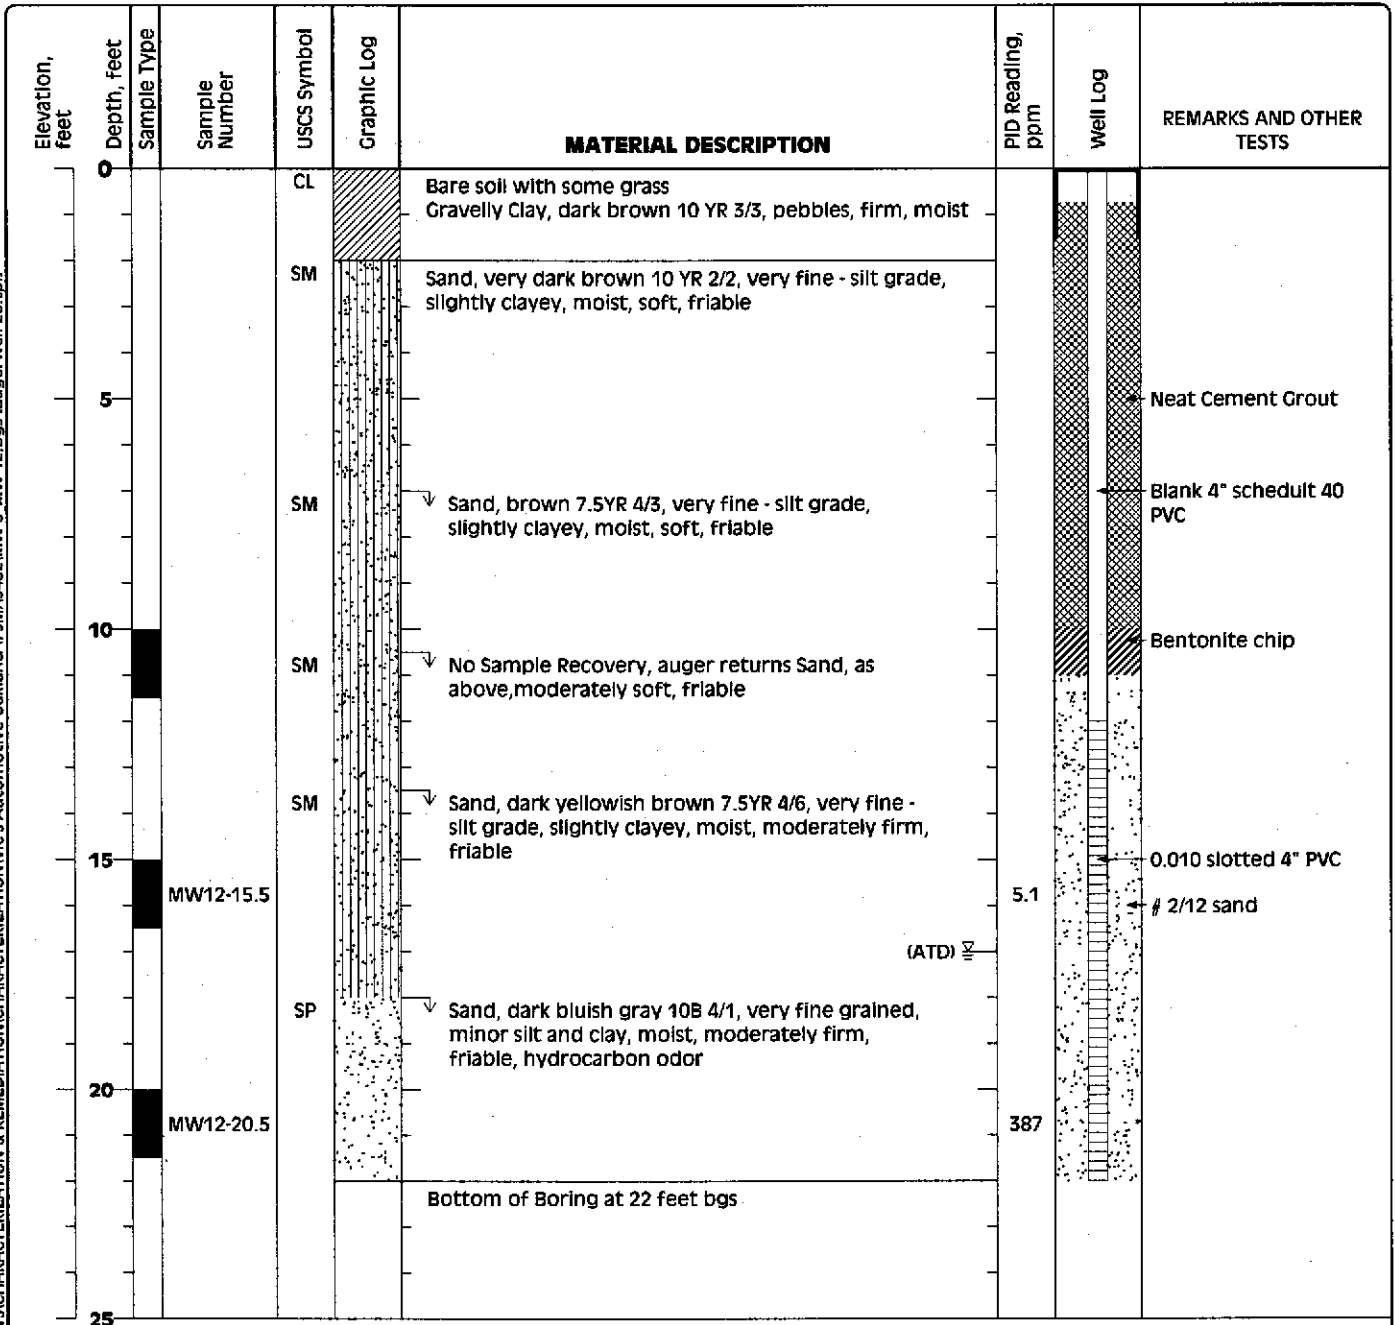 Elevation,
feet
Depth, feet
Sample Type
Sample
Number
USCS Symbol
Graphic Log
MATERIAL DESCRIPTION
PID Reading,
ppm
Well Log
REMARKS AND OTHER
TESTS
0
CL
Bare soil with some grass
Gravelly Clay, dark brown 10 YR 3/3, pebbles, firm, moist
SM
Sand, very dark brown 10 YR 2/2, very fine - silt grade,
slightly clayey, moist, soft, friable
5
Neat Cement Grout
SM
Sand, brown 7.5YR 4/3, very fine - silt grade,
slightly clayey, moist, soft, friable
Blank 4" schedult 40
PVC
10
Bentonite chip
SM
No Sample Recovery, auger returns Sand, as
above,moderately soft, friable
SM
Sand, dark yellowish brown 7.5YR 4/6, very fine -
silt grade, slightly clayey, moist, moderately firm,
friable
15
0.010 slotted 4" PVC
MW12-15.5
5.1
# 2/12 sand
(ATD)
SP
Sand, dark bluish gray 10B 4/1, very fine grained,
minor silt and clay, moist, moderately firm,
friable, hydrocarbon odor
20
MW12-20.5
387
Bottom of Boring at 22 feet bgs
25